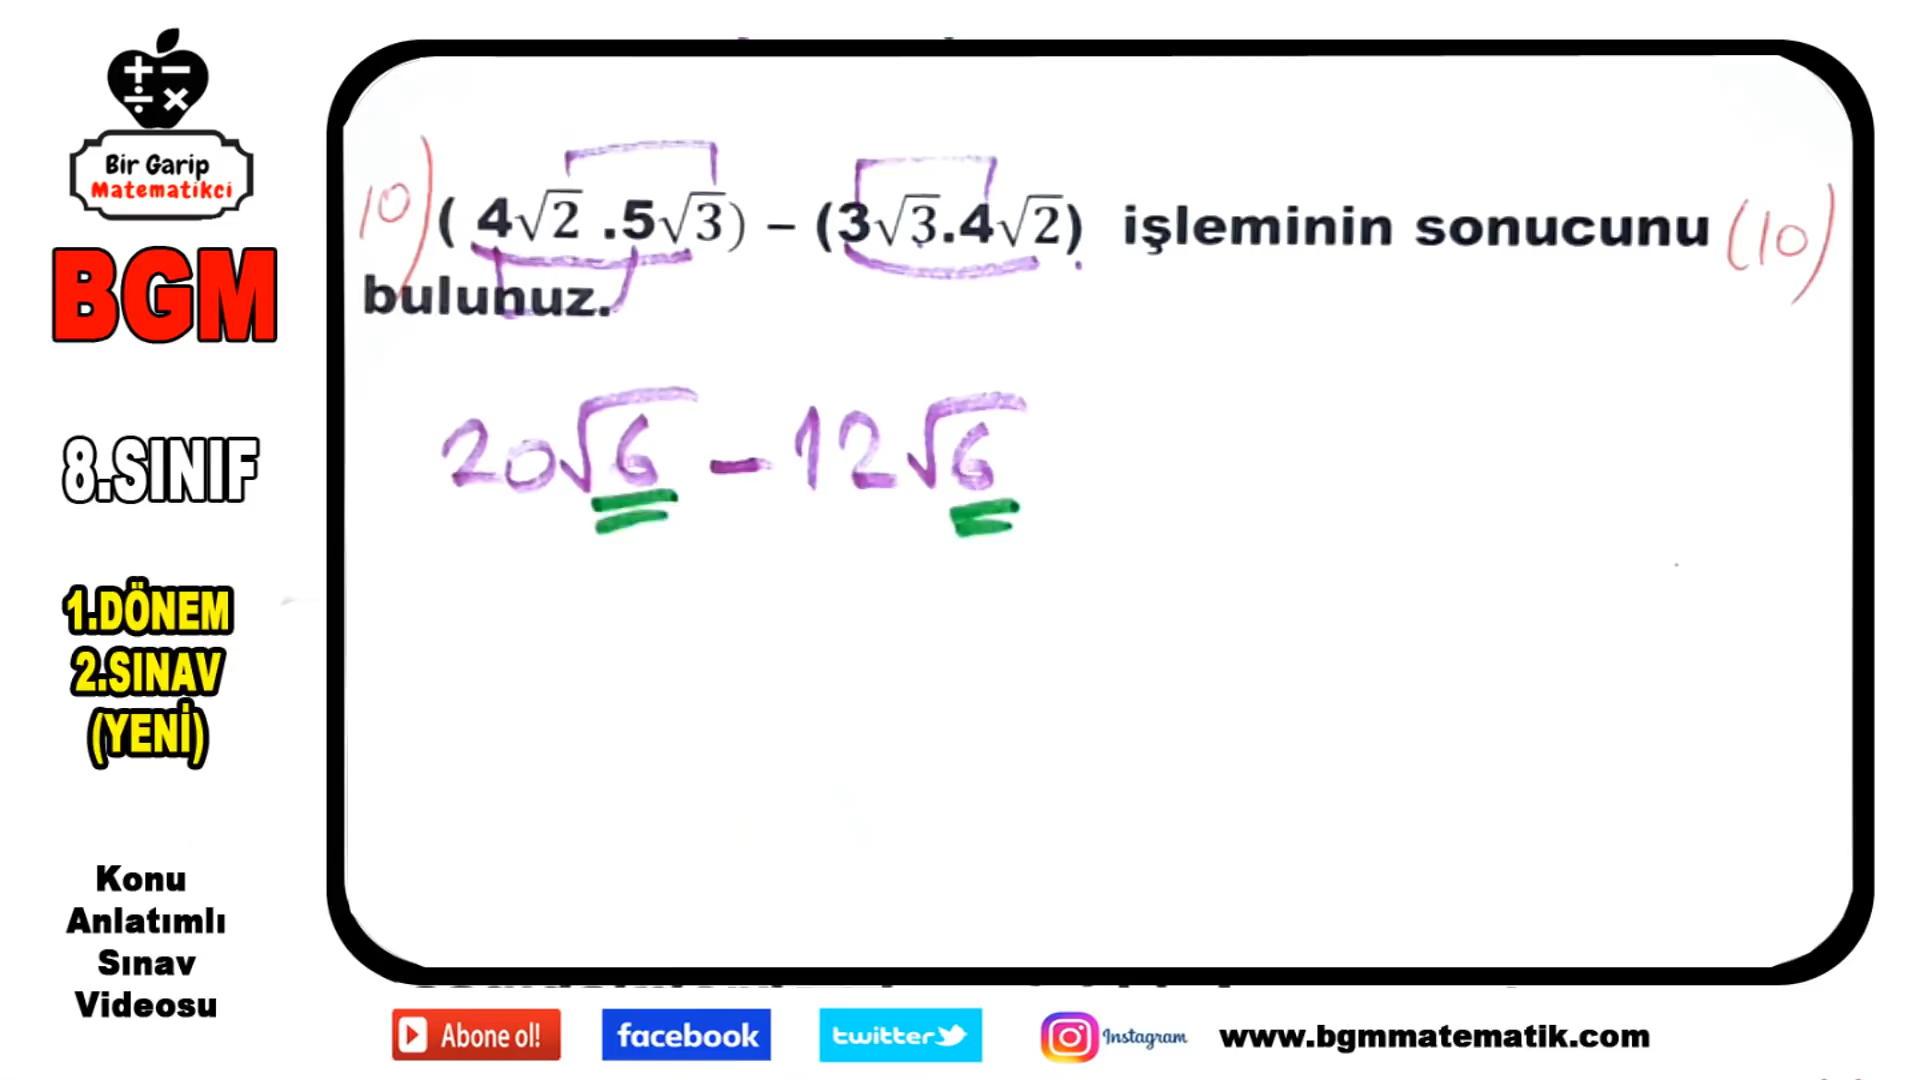 Bir Garip
Matematikci
BGM
8.SINIF
1.DÖNEM
2.SINAV
(YENİ)
Konu
Anlatımlı
Sınav
Videosu
10) ( 4√2 .5√3) – (3√3.4√2) işleminin sonucunu (10)
bulunuz.
20√6 - 12√6
Abone ol!
facebook
twitter
Instagram
www.bgmmatematik.com